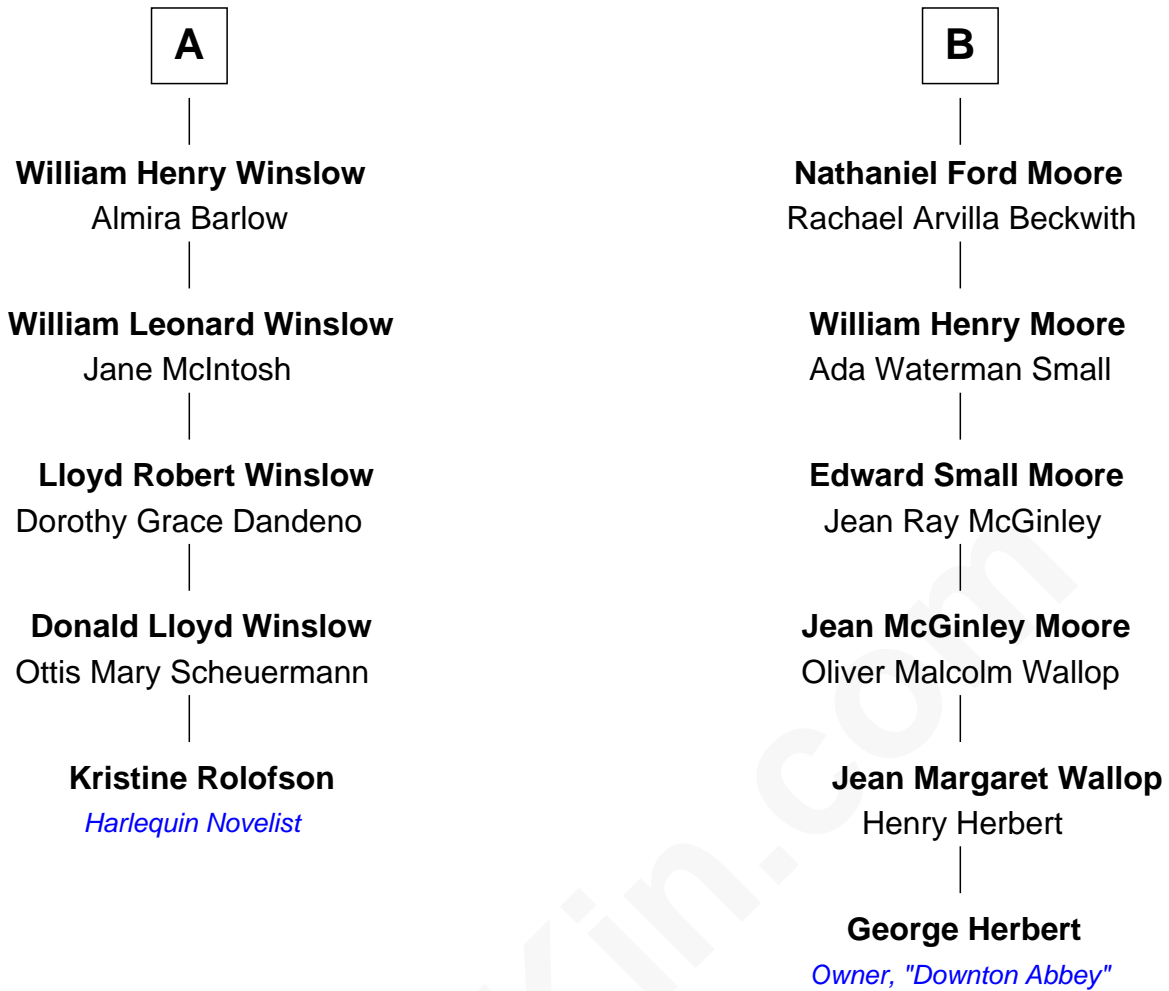 A
William Henry Winslow
Almira Barlow
William Leonard Winslow
Jane McIntosh
Lloyd Robert Winslow
Dorothy Grace Dandeno
Donald Lloyd Winslow
Ottis Mary Scheuermann
Kristine Rolofson
Harlequin Novelist
B
Nathaniel Ford Moore
Rachael Arvilla Beckwith
William Henry Moore
Ada Waterman Small
Edward Small Moore
Jean Ray McGinley
Jean McGinley Moore
Oliver Malcolm Wallop
Jean Margaret Wallop
Henry Herbert
George Herbert
Owner, "Downton Abbey"